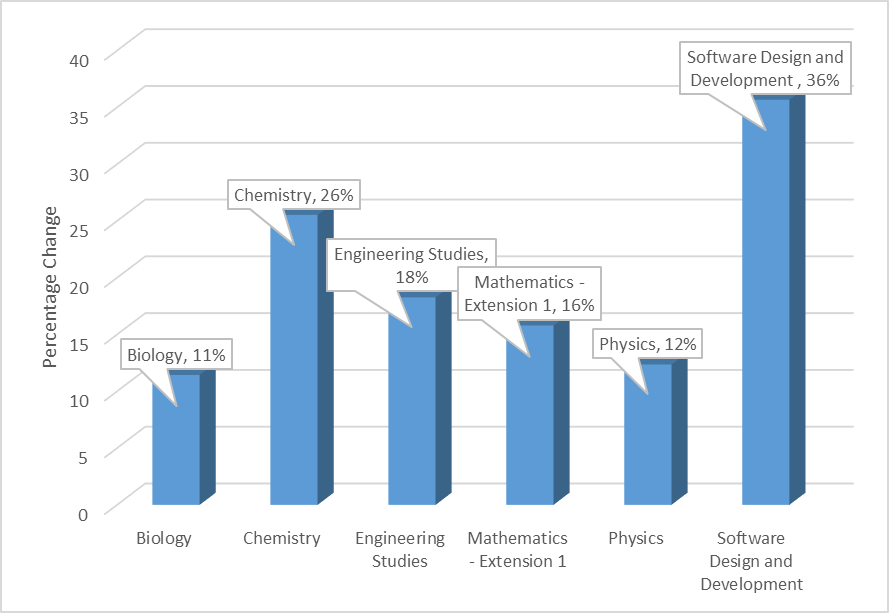 Percentage Change
40
35
30
25
20
15
10
5
0
Biology, 11%
Chemistry, 26%
Engineering Studies,
18%
Mathematics -
Extension 1, 16%
Physics, 12%
Software Design and
Development , 36%
Biology
Chemistry
Engineering
Studies
Mathematics
- Extension 1
Physics
Software
Design and
Development